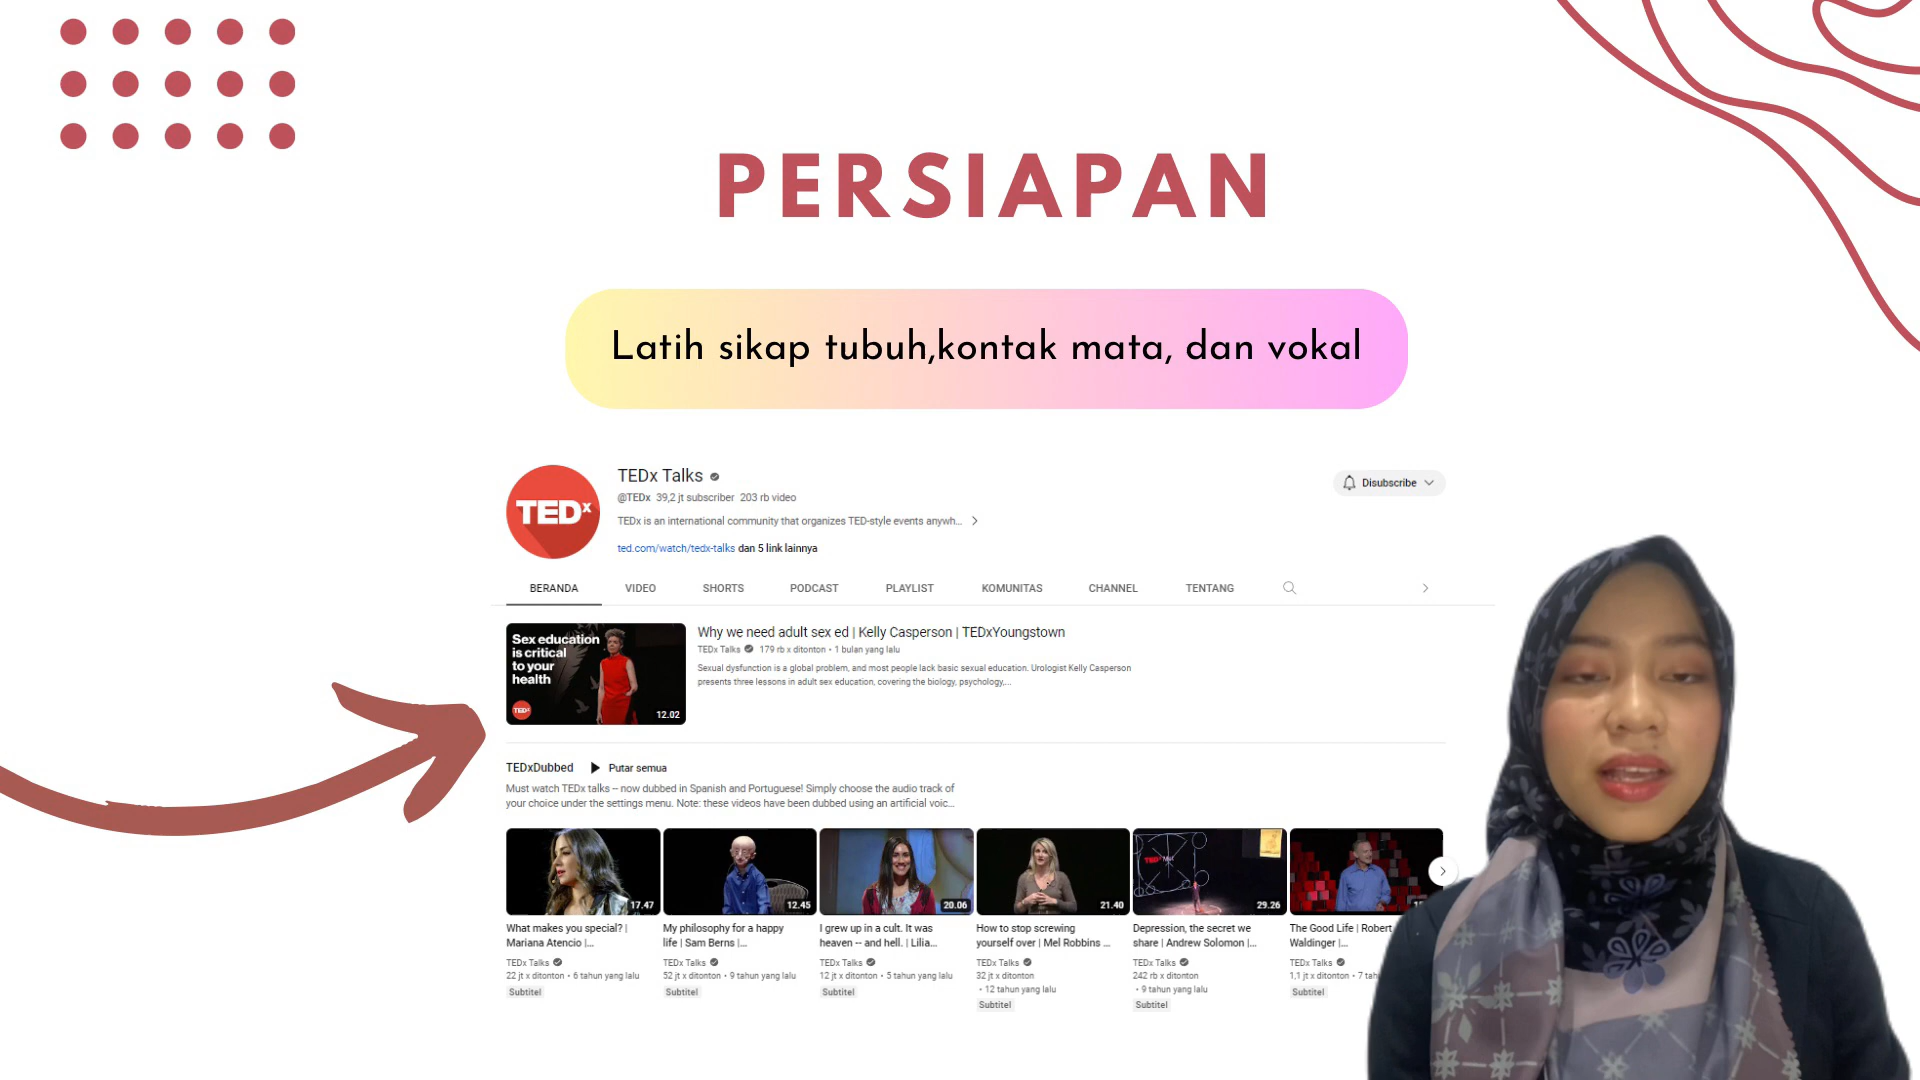 PERSIAPAN
Latih sikap tubuh,kontak mata, dan vokal
TEDx
TEDx Talks
@TEDx 39,2 jt subscriber 203 rb video
TEDx is an international community that organizes TED-style events anywh...
ted.com/watch/tedx-talks dan 5 link lainnya
Disubscribe
BERANDA VIDEO SHORTS PODCAST PLAYLIST KOMUNITAS CHANNEL TENTANG
Sex education
is critical
to your
health
TEDx
12.02
Why we need adult sex ed | Kelly Casperson | TEDxYoungstown
TEDx Talks 179 rb x ditonton • 1 bulan yang lalu
Sexual dysfunction is a global problem, and most people lack basic sexual education. Urologist Kelly Casperson
presents three lessons in adult sex education, covering the biology, psychology,...
TEDxDubbed Putar semua
Must watch TEDx talks – now dubbed in Spanish and Portuguese! Simply choose the audio track of
your choice under the settings menu. Note: these videos have been dubbed using an artificial voic...
17.47
What makes you special? |
Mariana Atencio |...
TEDx Talks
22 jt x ditonton • 6 tahun yang lalu
Subtitel
12.45
My philosophy for a happy
life | Sam Berns |...
TEDx Talks
52 jt x ditonton • 9 tahun yang lalu
Subtitel
20.06
I grew up in a cult. It was
heaven -- and hell. | Lilia...
TEDx Talks
12 jt x ditonton • 5 tahun yang lalu
Subtitel
21.40
How to stop screwing
yourself over | Mel Robbins ...
TEDx Talks
32 jt x ditonton
• 12 tahun yang lalu
Subtitel
29.26
Depression, the secret we
share | Andrew Solomon |...
TEDx Talks
242 rb x ditonton
• 9 tahun yang lalu
Subtitel
The Good Life | Robert
Waldinger |...
TEDx Talks
1,1 jt x ditonton • 7
Subtitel